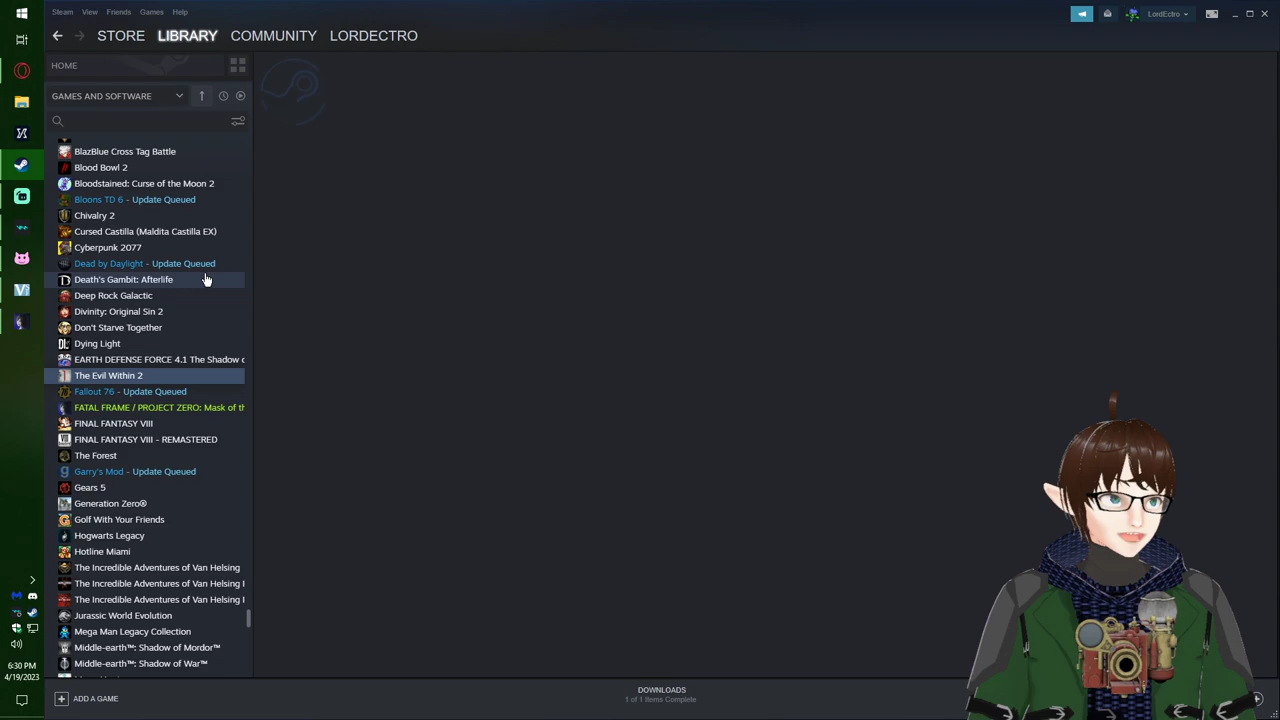 Steam View Friends Games Help
LordEctro
STORE LIBRARY COMMUNITY LORDECTRO
HOME
GAMES AND SOFTWARE
BlazBlue Cross Tag Battle
Blood Bowl 2
Bloodstained: Curse of the Moon 2
Bloons TD 6 - Update Queued
Chivalry 2
Cursed Castilla (Maldita Castilla EX)
Cyberpunk 2077
Dead by Daylight - Update Queued
Death's Gambit: Afterlife
Deep Rock Galactic
Divinity: Original Sin 2
Don't Starve Together
Dying Light
EARTH DEFENSE FORCE 4.1 The Shadow
The Evil Within 2
Fallout 76 - Update Queued
FATAL FRAME / PROJECT ZERO: Mask of
FINAL FANTASY VIII
FINAL FANTASY VIII - REMASTERED
The Forest
Garry's Mod - Update Queued
Gears 5
Generation Zero®
Golf With Your Friends
Hogwarts Legacy
Hotline Miami
The Incredible Adventures of Van Helsing
The Incredible Adventures of Van Helsing
The Incredible Adventures of Van Helsing
Jurassic World Evolution
Mega Man Legacy Collection
Middle-earth™: Shadow of Mordor™
Middle-earth™: Shadow of War™
6:30 PM
4/19/2023
ADD A GAME
DOWNLOADS
1 of 1 Items Complete